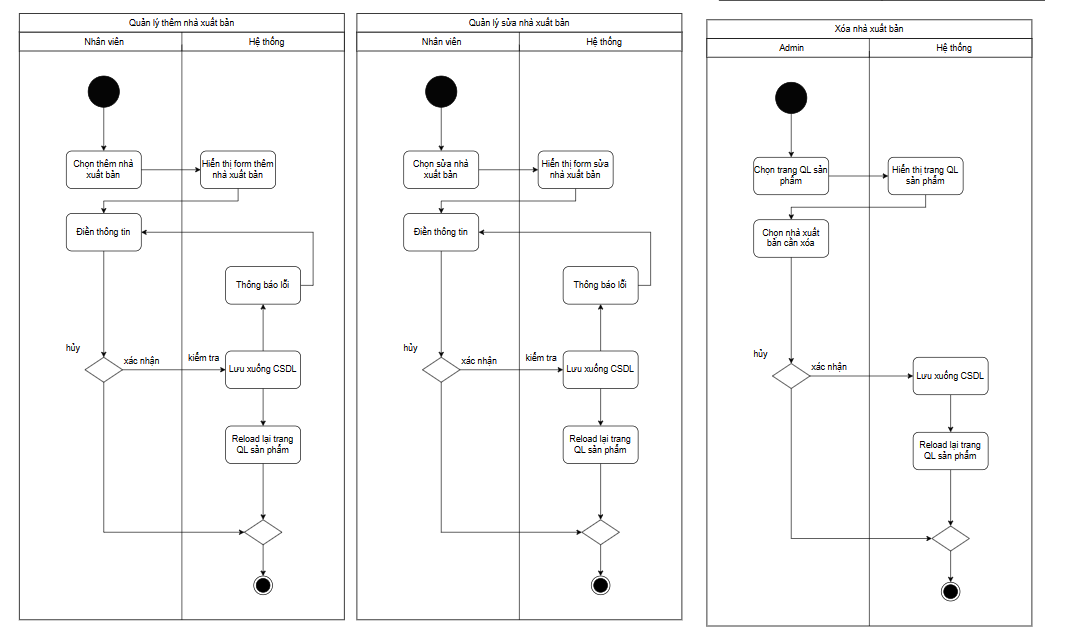 Quản lý thêm nhà xuất bản
Nhân viên
Hệ thống
Chọn thêm nhà
xuất bản
Hiển thị form thêm
nhà xuất bản
Điền thông tin
Thông báo lỗi
hủy
xác nhận
kiểm tra
Lưu xuống CSDL
Reload lại trang
QL sản phẩm
Quản lý sửa nhà xuất bản
Nhân viên
Hệ thống
Chọn sửa nhà
xuất bản
Hiển thị form sửa
nhà xuất bản
Điền thông tin
Thông báo lỗi
hủy
xác nhận
kiểm tra
Lưu xuống CSDL
Reload lại trang
QL sản phẩm
Xóa nhà xuất bản
Admin
Hệ thống
Chọn trang QL sản
phẩm
Hiển thị trang QL
sản phẩm
Chọn nhà xuất
bản cần xóa
hủy
xác nhận
Lưu xuống CSDL
Reload lại trang
QL sản phẩm